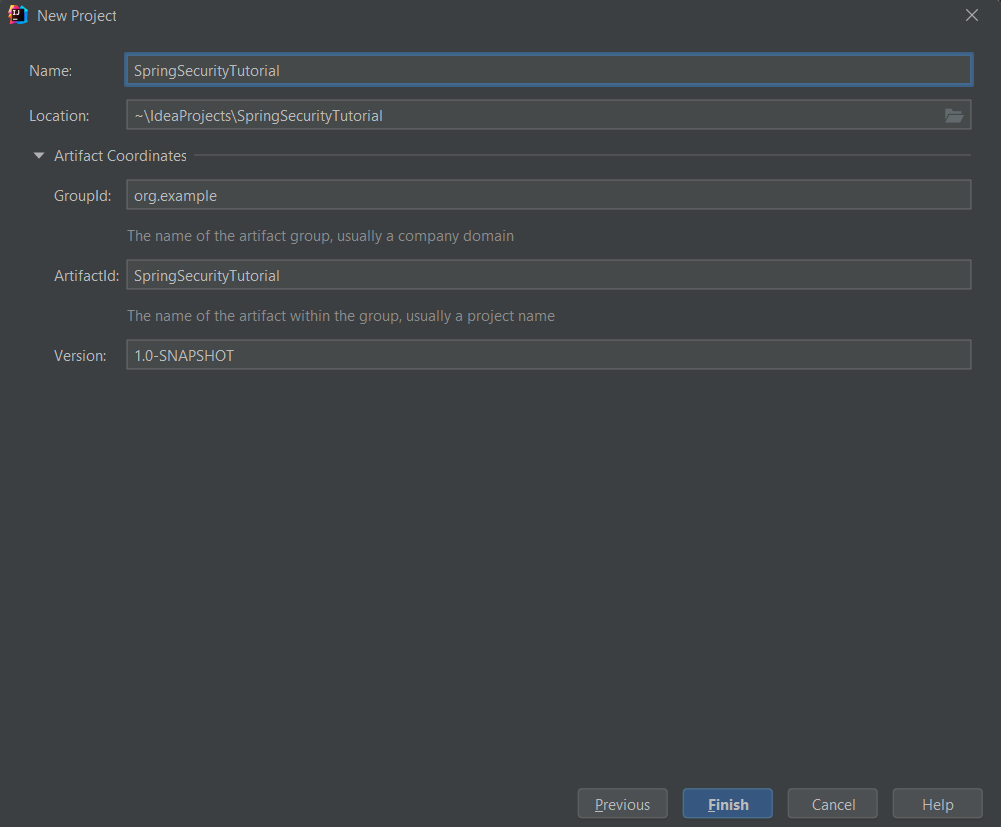 New Project
Name: SpringSecurityTutorial
Location: ~\IdeaProjects\SpringSecurityTutorial
Artifact Coordinates
GroupId: org.example
The name of the artifact group, usually a company domain
ArtifactId: SpringSecurityTutorial
The name of the artifact within the group, usually a project name
Version: 1.0-SNAPSHOT
Previous Finish Cancel Help